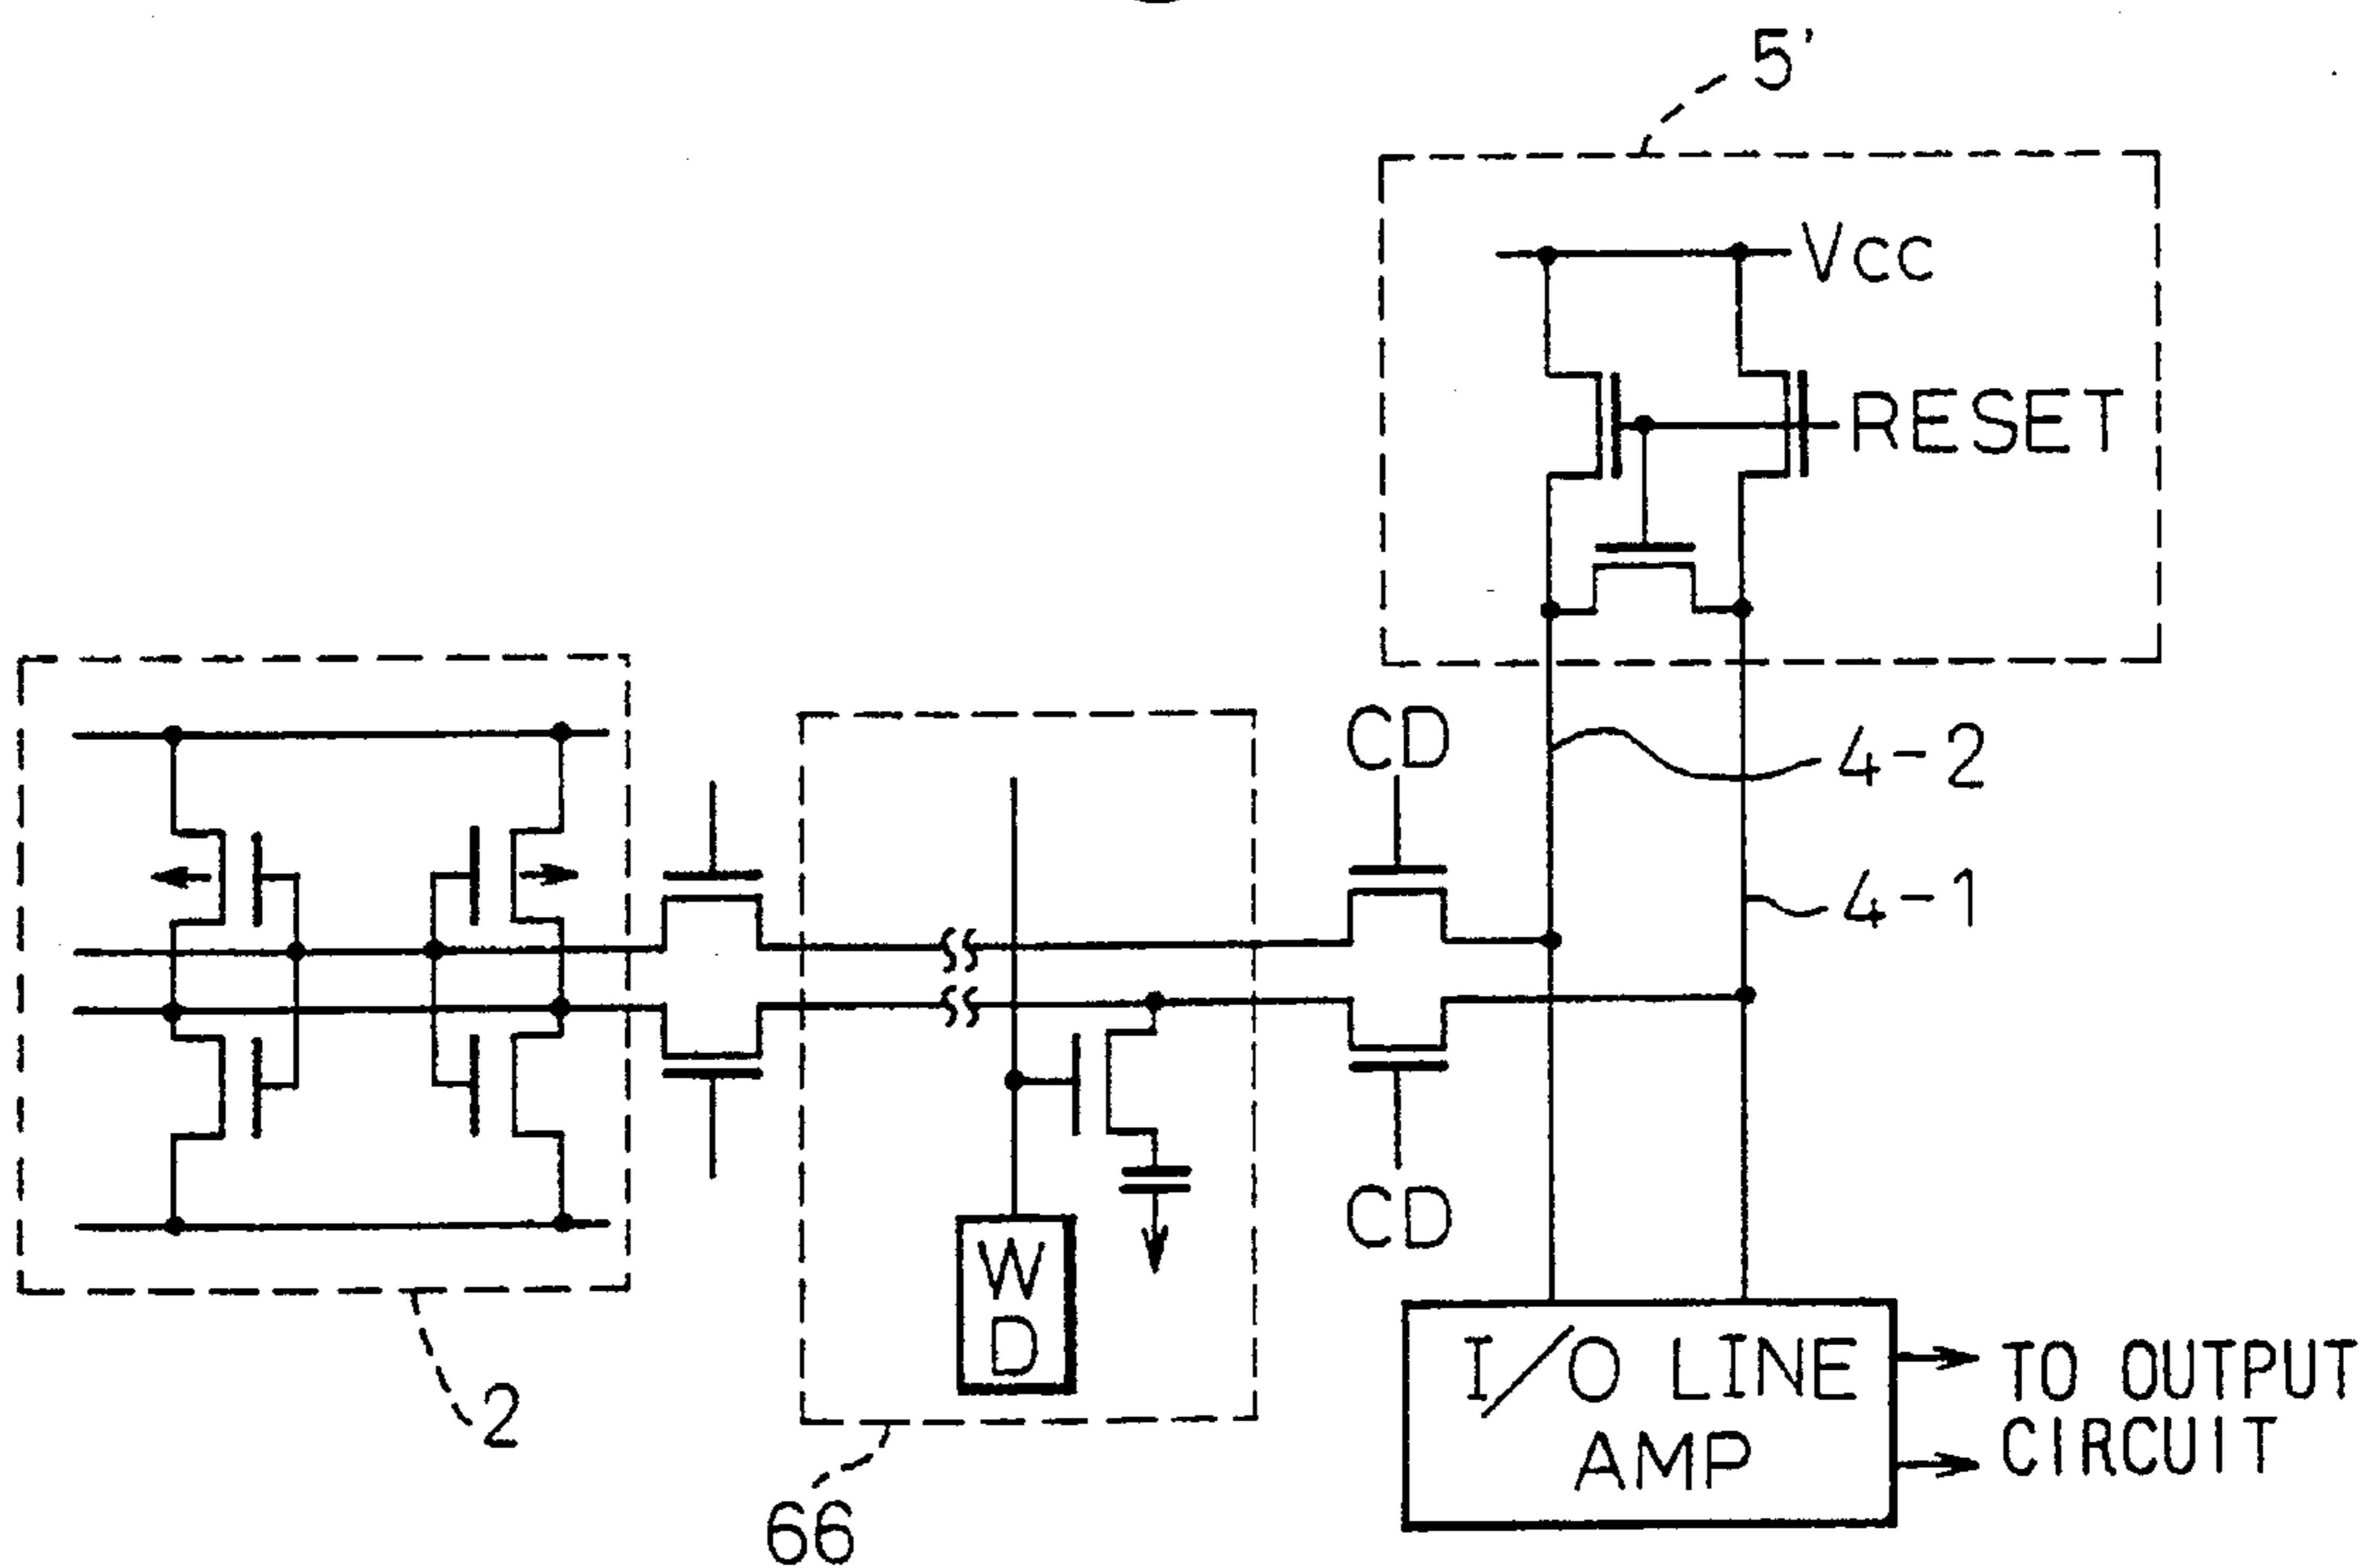 5'
Vcc
RESET
CD
4-2
4-1
CD
W
D
I/O LINE
AMP
TO OUTPUT
CIRCUIT
2
66